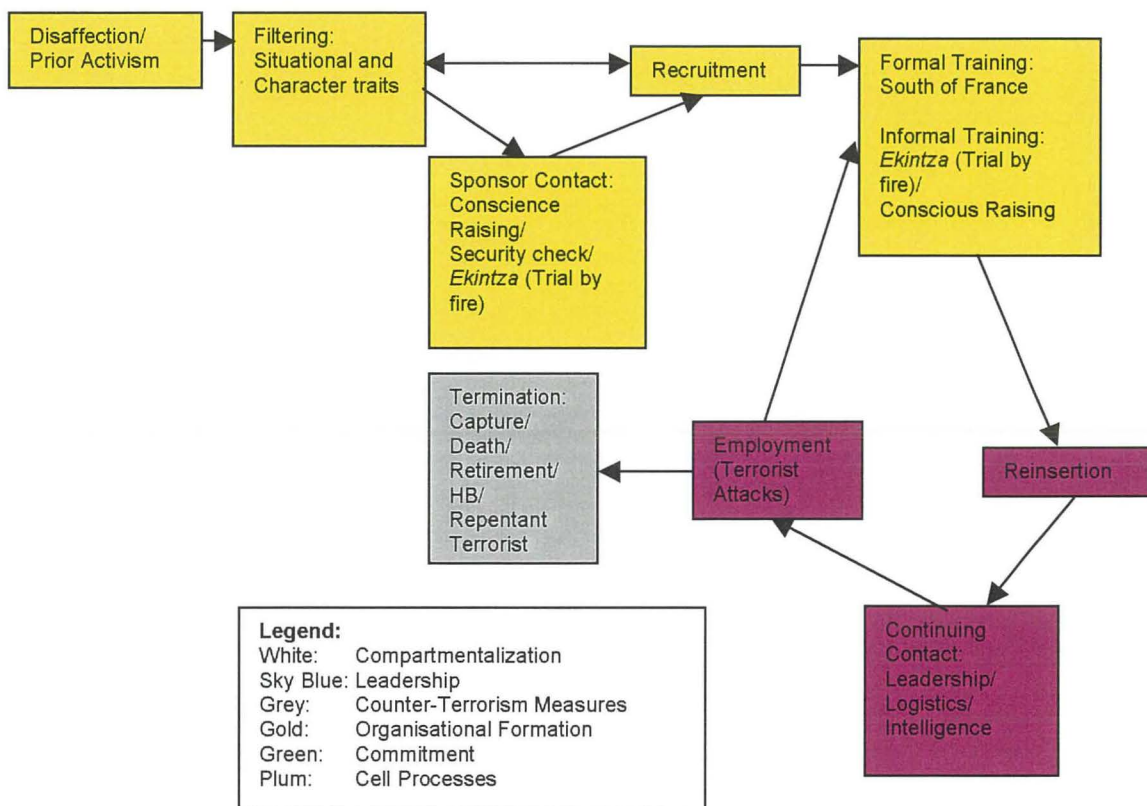 Disaffection/
Prior Activism
Filtering:
Situational and
Character traits
Recruitment
Formal Training:
South of France
Informal Training:
Ekintza (Trial by
fire)/
Conscious Raising
Sponsor Contact:
Conscience
Raising/
Security check/
Ekintza (Trial by
fire)
Termination:
Capture/
Death/
Retirement/
HB/
Repentant
Terrorist
Employment
(Terrorist
Attacks)
Reinsertion
Continuing
Contact:
Leadership/
Logistics/
Intelligence
Legend:
White: Compartmentalization
Sky Blue: Leadership
Grey: Counter-Terrorism Measures
Gold: Organisational Formation
Green: Commitment
Plum: Cell Processes